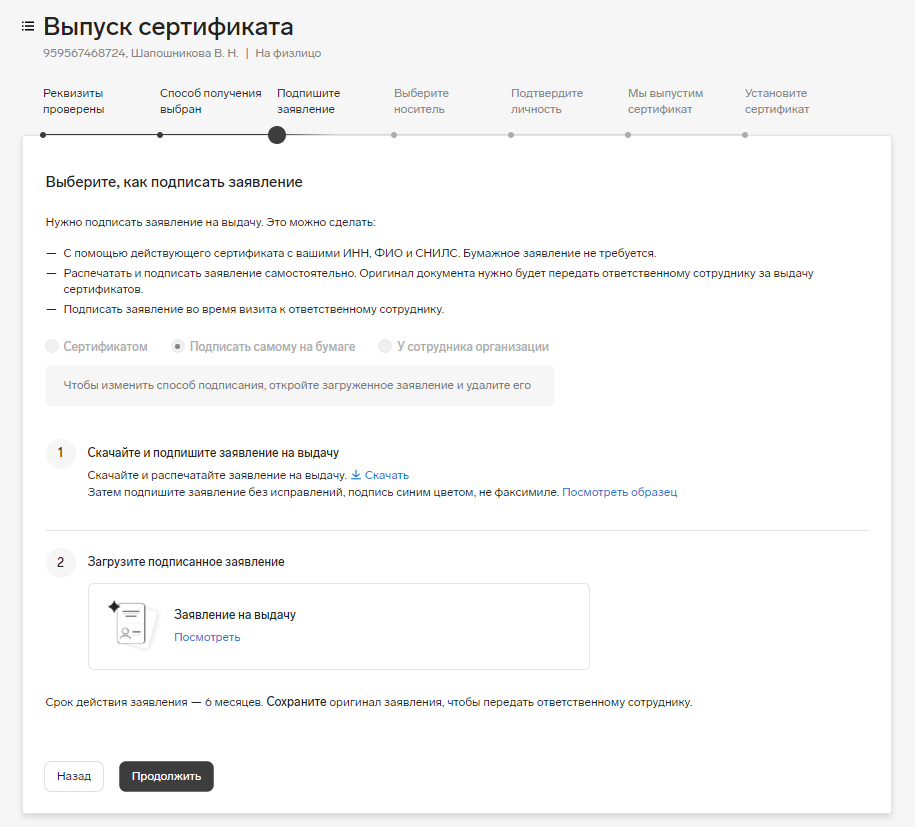 Выпуск сертификата
959567468724, Шапошникова В. Н. | На физлицо
Реквизиты проверены
Способ получения выбран
Подпишите заявление
Выберите носитель
Подтвердите личность
Мы выпустим сертификат
Установите сертификат
Выберите, как подписать заявление
Нужно подписать заявление на выдачу. Это можно сделать:
— С помощью действующего сертификата с вашими ИНН, ФИО и СНИЛС. Бумажное заявление не требуется.
— Распечатать и подписать заявление самостоятельно. Оригинал документа нужно будет передать ответственному сотруднику за выдачу
сертификатов.
— Подписать заявление во время визита к ответственному сотруднику.
Сертификатом Подписать самому на бумаге У сотрудника организации
Чтобы изменить способ подписания, откройте загруженное заявление и удалите его
1 Скачайте и подпишите заявление на выдачу
Скачайте и распечатайте заявление на выдачу. Скачать
Затем подпишите заявление без исправлений, подпись синим цветом, не факсимиле. Посмотреть образец
2 Загрузите подписанное заявление
Заявление на выдачу
Посмотреть
Срок действия заявления — 6 месяцев. Сохраните оригинал заявления, чтобы передать ответственному сотруднику.
Назад Продолжить